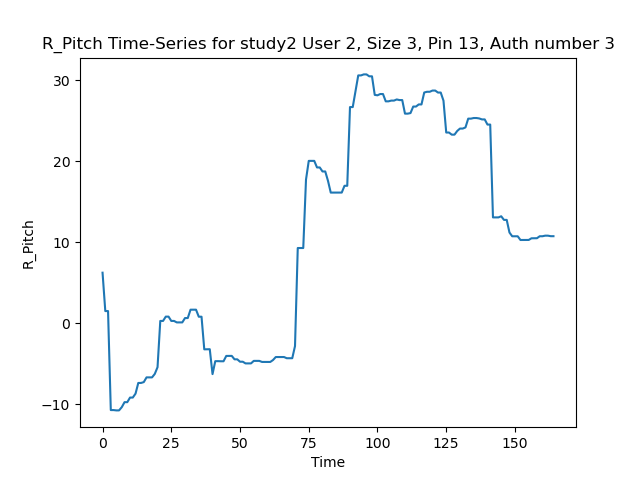 R_Pitch Time-Series for study2 User 2, Size 3, Pin 13, Auth number 3
30
20
10
0
−10
R_Pitch
0 25 50 75 100 125 150
Time